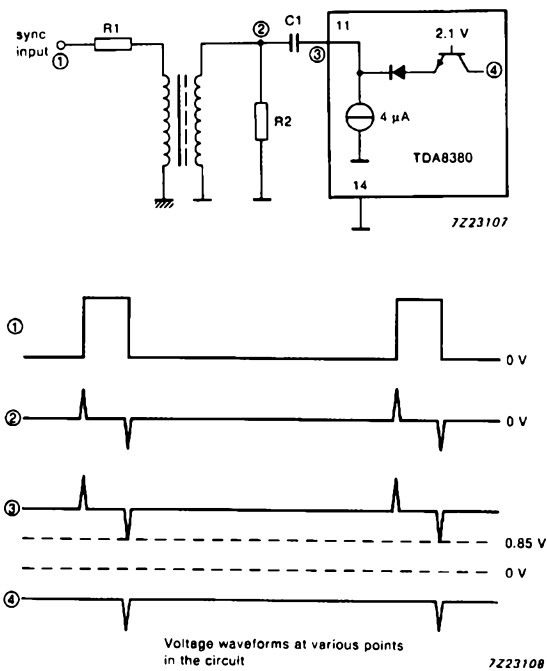 sync
input
①
R1
②
C1
③
R2
11
2.1 V
④
4 µA
TDA8380
14
7Z23107
①
0 V
②
0 V
③
0.85 V
0 V
④
Voltage waveforms at various points
in the circuit
7Z23108